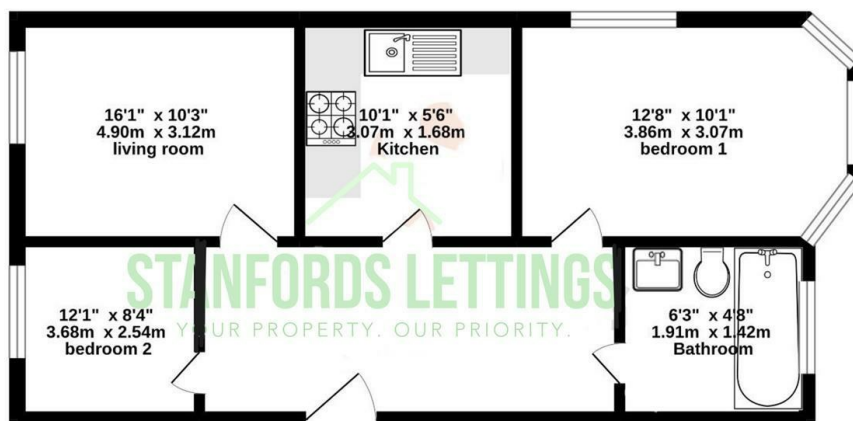 16'1" x 10'3"
4.90m x 3.12m
living room
10'1" x 5'6"
3.07m x 1.68m
Kitchen
12'8" x 10'1"
3.86m x 3.07m
bedroom 1
12'1" x 8'4"
3.68m x 2.54m
bedroom 2
6'3" x 4'8"
1.91m x 1.42m
Bathroom
STANFORDS LETTINGS
YOUR PROPERTY. OUR PRIORITY.